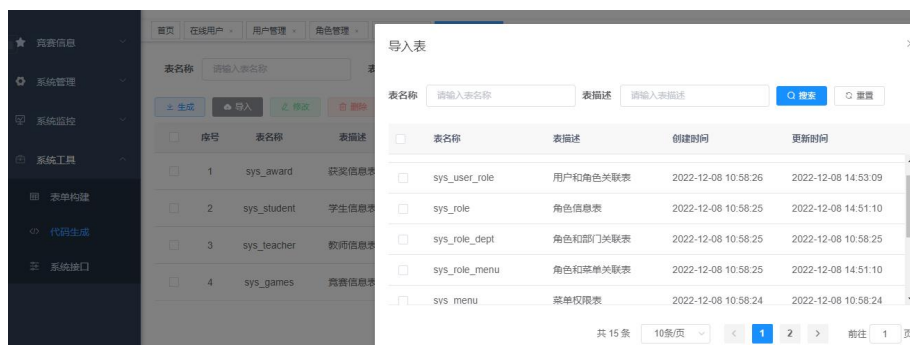 首页 在线用户 × 用户管理 × 角色管理 ×
竞赛信息
系统管理
系统监控
系统工具
表单构建
代码生成
系统接口
表名称 请输入表名称 表
生成 导入 修改 删除
序号 表名称 表描述
1 sys_award 获奖信息表
2 sys_student 学生信息表
3 sys_teacher 教师信息表
4 sys_games 竞赛信息表
导入表
表名称 请输入表名称 表描述 请输入表描述 搜索 重置
表名称 表描述 创建时间 更新时间
sys_user_role 用户和角色关联表 2022-12-08 10:58:26 2022-12-08 14:53:09
sys_role 角色信息表 2022-12-08 10:58:25 2022-12-08 14:51:10
sys_role_dept 角色和部门关联表 2022-12-08 10:58:25 2022-12-08 10:58:25
sys_role_menu 角色和菜单关联表 2022-12-08 10:58:25 2022-12-08 14:51:10
sys_menu 菜单权限表 2022-12-08 10:58:24 2022-12-08 10:58:24
共 15 条 10条/页 < 1 2 > 前往 1 页